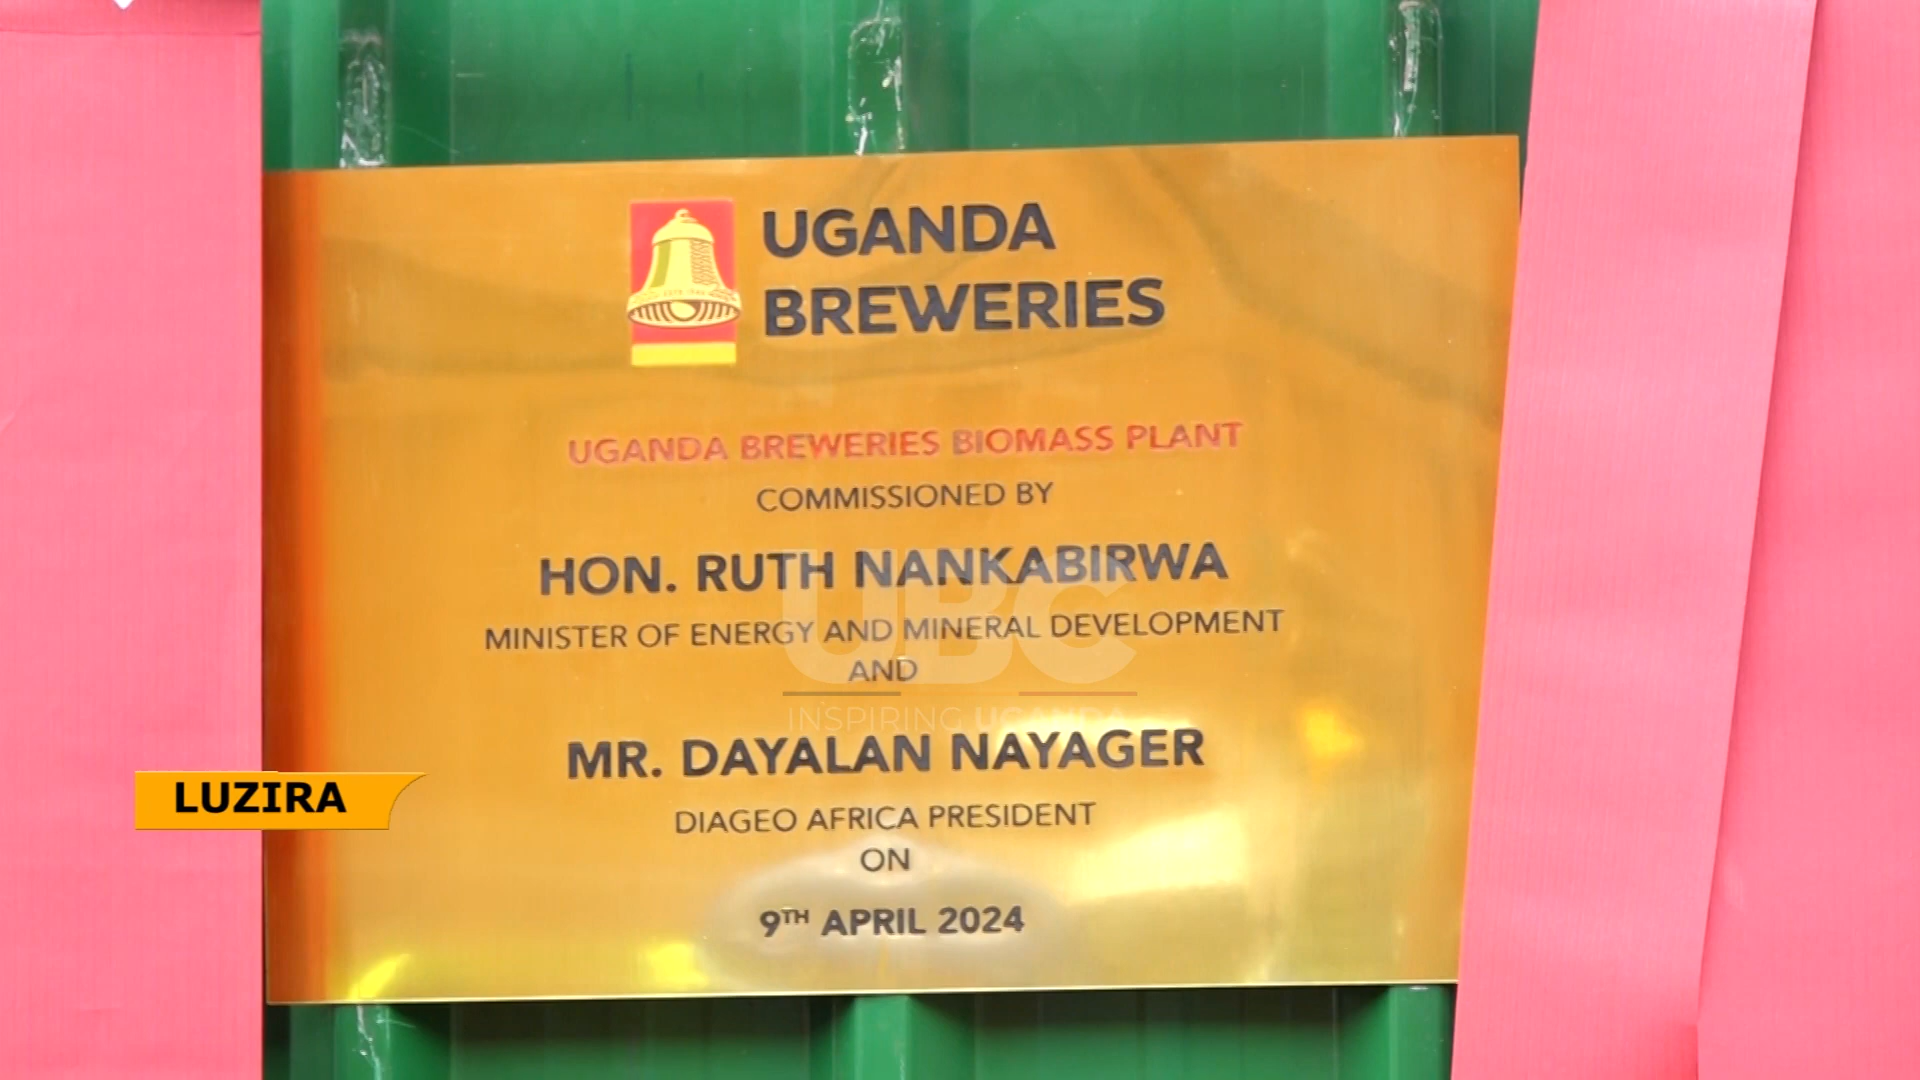 UGANDA
BREWERIES
UGANDA BREWERIES BIOMASS PLANT
COMMISSIONED BY
HON. RUTH NANKABIRWA
MINISTER OF ENERGY AND MINERAL DEVELOPMENT
AND
MR. DAYALAN NAYAGER
DIAGEO AFRICA PRESIDENT
ON
9TH APRIL 2024
UBC
INSPIRING UGANDA
LUZIRA